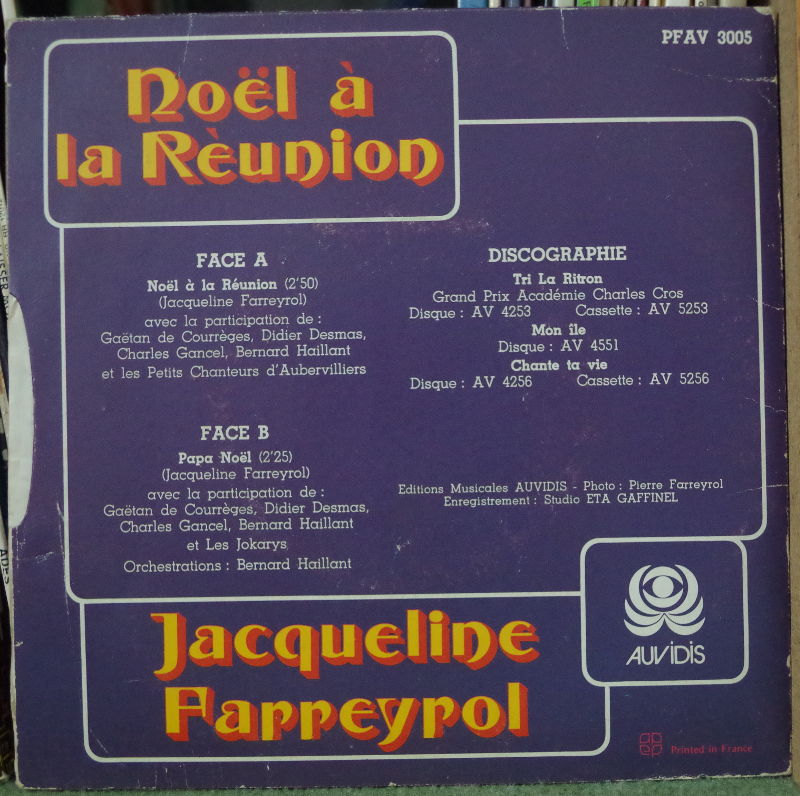 PFAV 3005
Noël à
la Rèunion
FACE A
Noël à la Réunion (2'50)
(Jacqueline Farreyrol)
avec la participation de :
Gaëtan de Courrèges, Didier Desmas,
Charles Gancel, Bernard Haillant
et les Petits Chanteurs d'Aubervilliers
FACE B
Papa Noël (2'25)
(Jacqueline Farreyrol)
avec la participation de :
Gaëtan de Courrèges, Didier Desmas,
Charles Gancel, Bernard Haillant
et Les Jokarys
Orchestrations : Bernard Haillant
DISCOGRAPHIE
Tri La Ritron
Grand Prix Académie Charles Cros
Disque : AV 4253 Cassette : AV 5253
Mon île
Disque : AV 4551
Chante ta vie
Disque : AV 4256 Cassette : AV 5256
Editions Musicales AUVIDIS - Photo : Pierre Farreyrol
Enregistrement : Studio ETA GAFFINEL
AUVIDIS
Jacqueline
Farreyrol
Printed in France